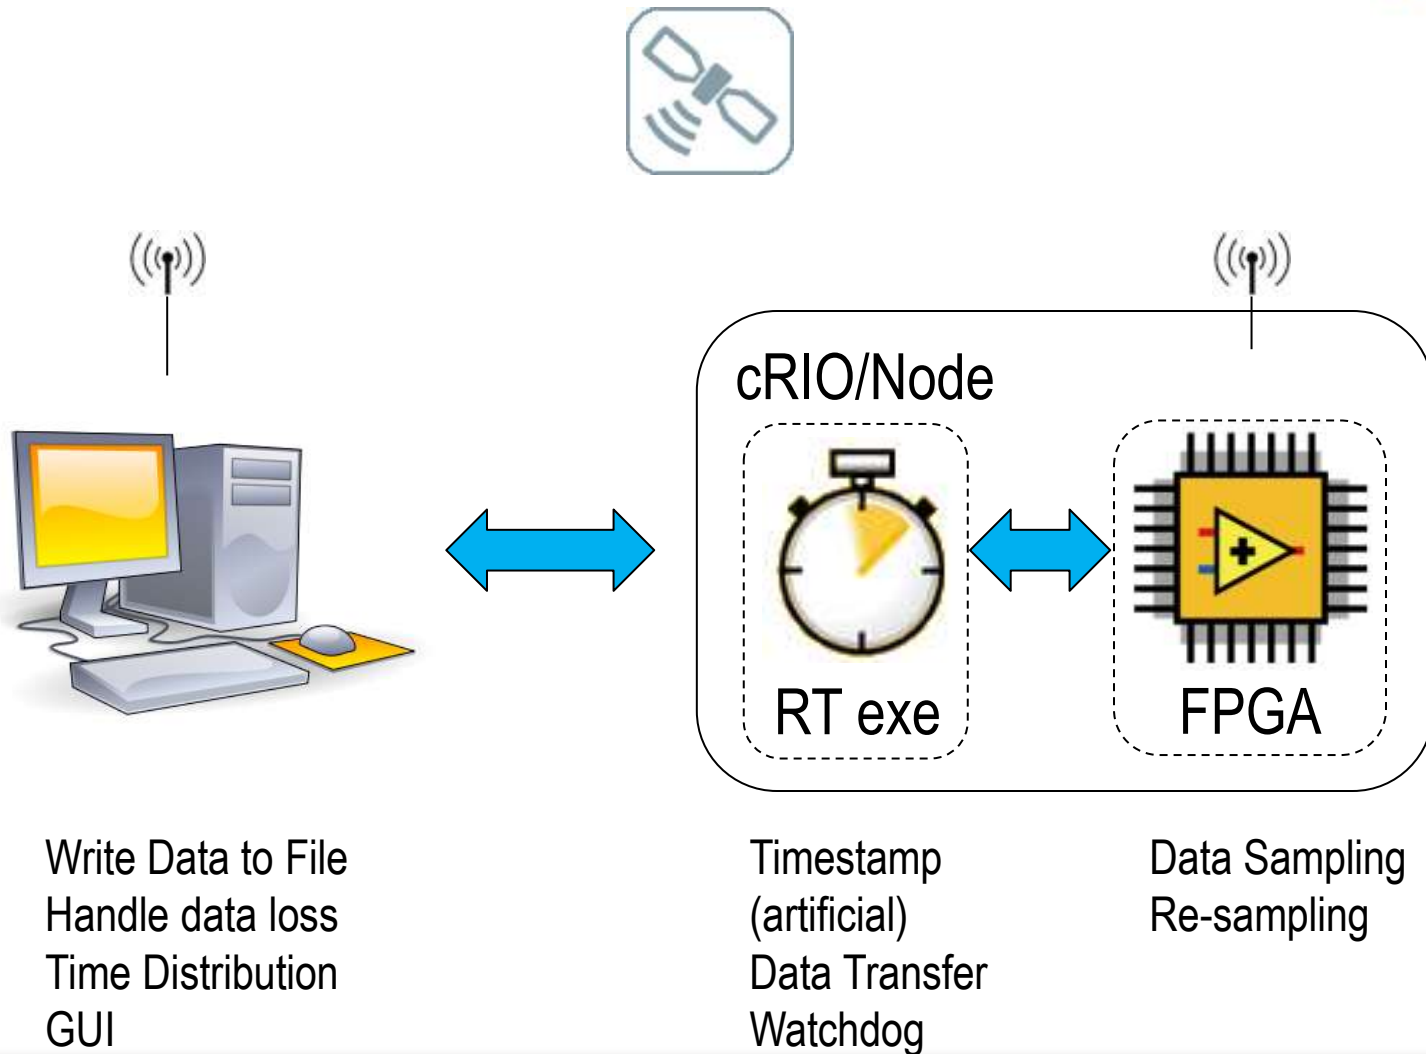 cRIO/Node
RT exe
FPGA
Write Data to File
Handle data loss
Time Distribution
GUI
Timestamp
(artificial)
Data Transfer
Watchdog
Data Sampling
Re-sampling